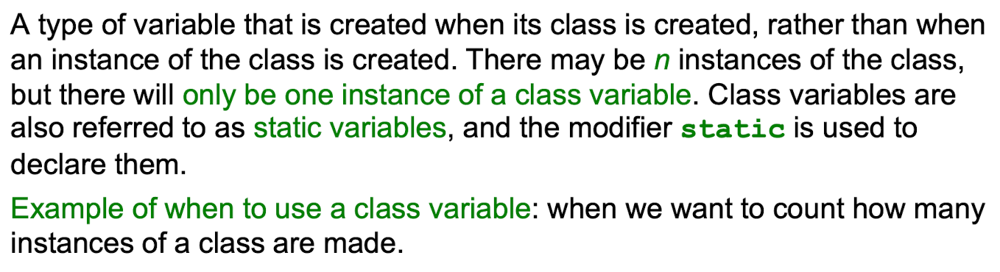 A type of variable that is created when its class is created, rather than when
an instance of the class is created. There may be n instances of the class,
but there will only be one instance of a class variable. Class variables are
also referred to as static variables, and the modifier static is used to
declare them.
Example of when to use a class variable: when we want to count how many
instances of a class are made.